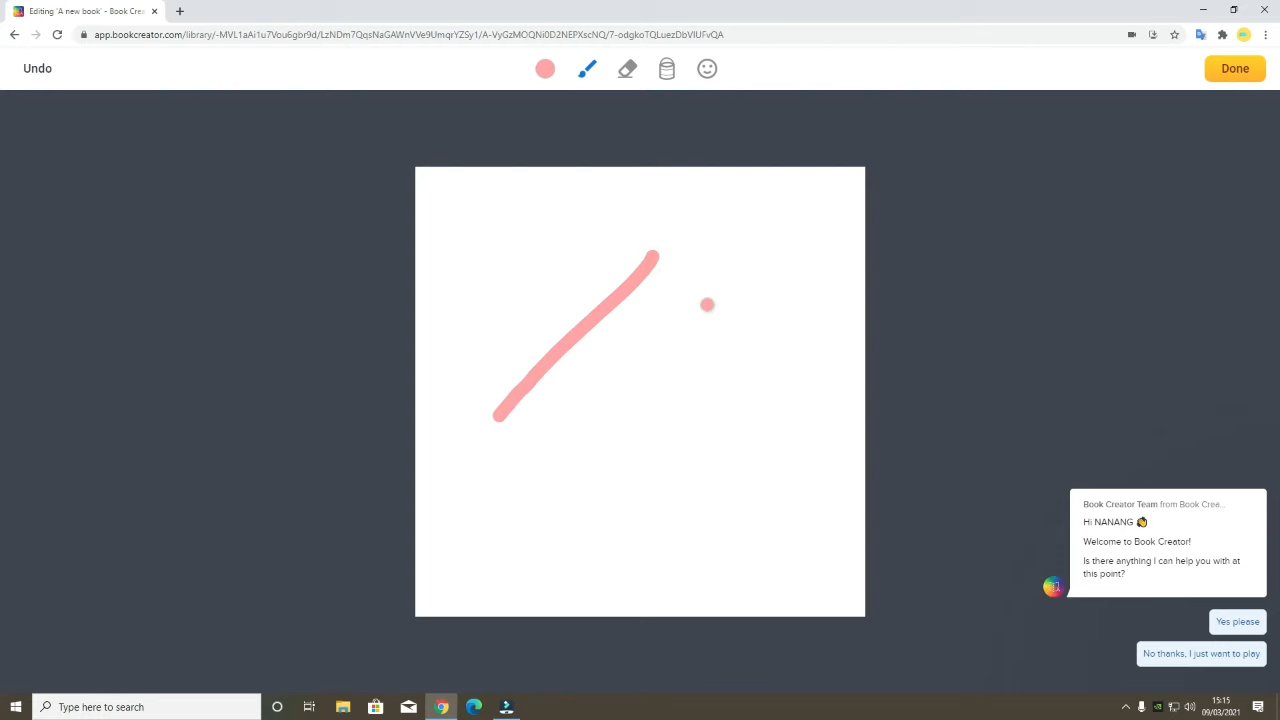 Editing 'A new book' - Book Crea
app.bookcreator.com/library/-MVL1aAi1u7Vou6gbr9d/LzNDm7QqsNaGAWnVVe9UmqrYZSy1/A-VyGzMOQNi0D2NEPXscNQ/7-odgkoTQLuezDbVlUFvQA
Undo
Done
Book Creator Team from Book Cree...
Hi NANANG
Welcome to Book Creator!
Is there anything I can help you with at
this point?
Yes please
No thanks, I just want to play
Type here to search
15:15
09/03/2021